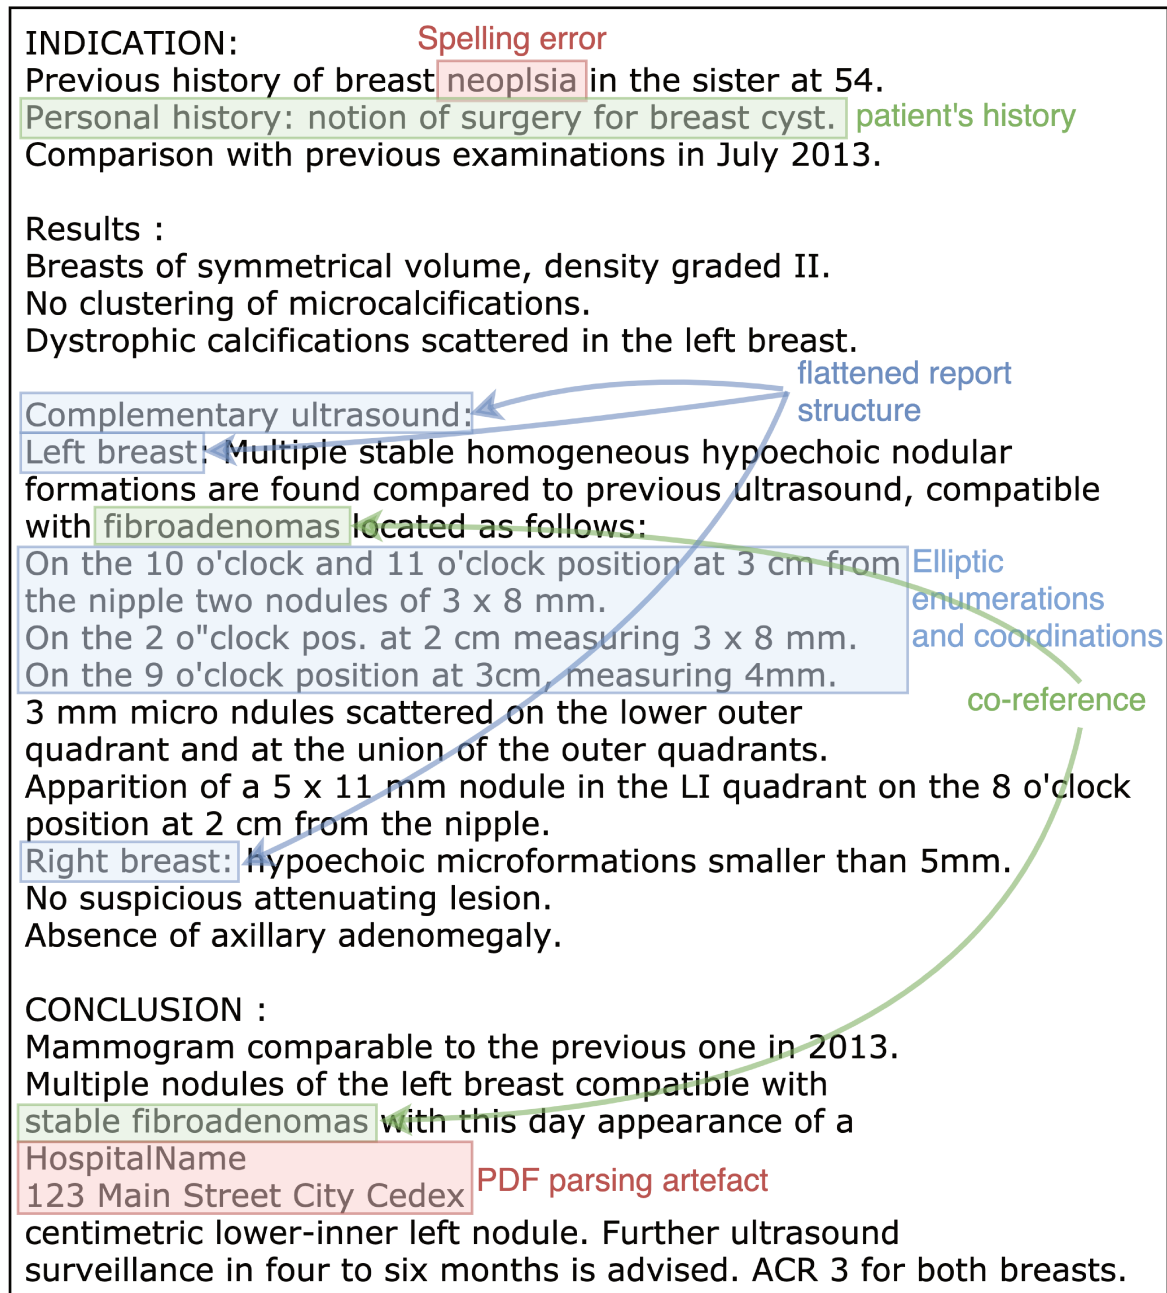 INDICATION:
Spelling error
Previous history of breast neoplsia in the sister at 54.
Personal history: notion of surgery for breast cyst.
patient's history
Comparison with previous examinations in July 2013.
Results :
Breasts of symmetrical volume, density graded II.
No clustering of microcalcifications.
Dystrophic calcifications scattered in the left breast.
flattened report
structure
Complementary ultrasound:
Left breast: Multiple stable homogeneous hypoechoic nodular
formations are found compared to previous ultrasound, compatible
with fibroadenomas located as follows:
On the 10 o'clock and 11 o'clock position at 3 cm from
the nipple two nodules of 3 x 8 mm.
On the 2 o"clock pos. at 2 cm measuring 3 x 8 mm.
On the 9 o'clock position at 3cm, measuring 4mm.
Elliptic
enumerations
and coordinations
co-reference
3 mm micro ndules scattered on the lower outer
quadrant and at the union of the outer quadrants.
Apparition of a 5 x 11 mm nodule in the LI quadrant on the 8 o'clock
position at 2 cm from the nipple.
Right breast: hypoechoic microformations smaller than 5mm.
No suspicious attenuating lesion.
Absence of axillary adenomegaly.
CONCLUSION :
Mammogram comparable to the previous one in 2013.
Multiple nodules of the left breast compatible with
stable fibroadenomas with this day appearance of a
HospitalName
123 Main Street City Cedex
PDF parsing artefact
centimetric lower-inner left nodule. Further ultrasound
surveillance in four to six months is advised. ACR 3 for both breasts.